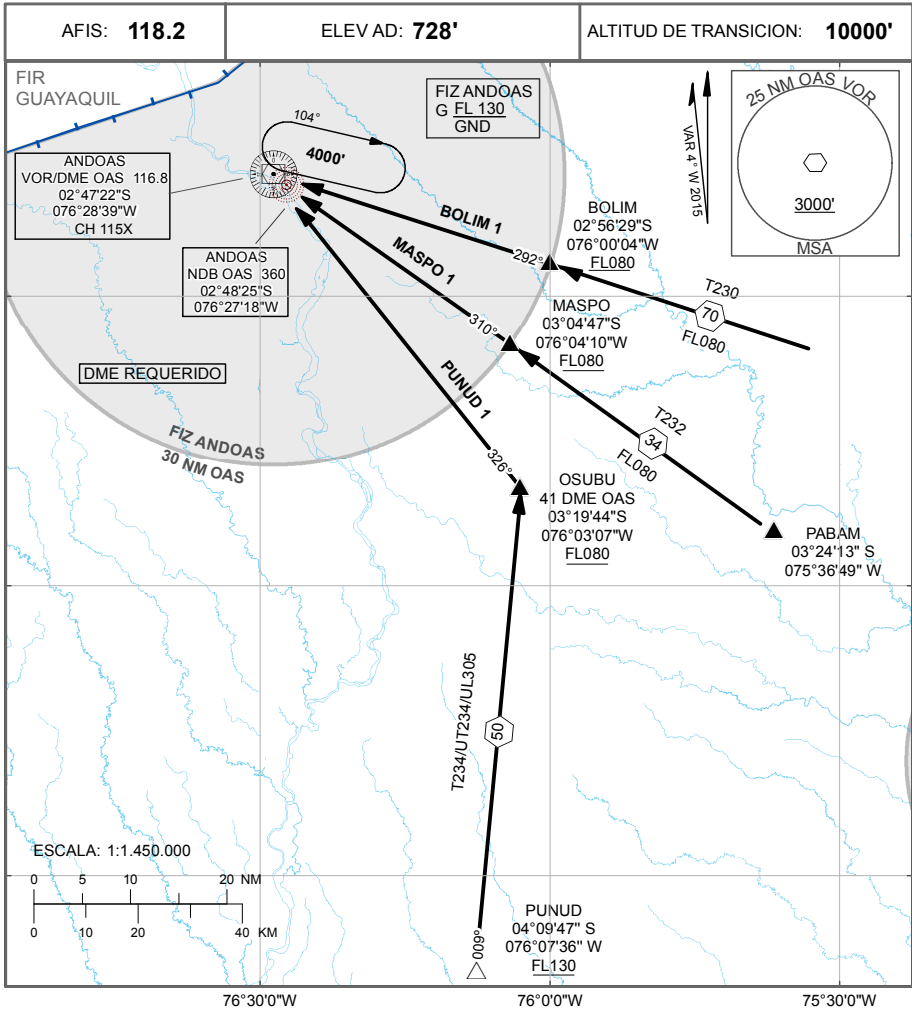 AFIS: 118.2
ELEV AD: 728'
ALTITUD DE TRANSICION: 10000'
FIR
GUAYAQUIL
FIZ ANDOAS
G FL 130
GND
104°
4000'
ANDOAS
VOR/DME OAS 116.8
02°47'22"S
076°28'39"W
CH 115X
ANDOAS
NDB OAS 360
02°48'25"S
076°27'18"W
VAR 4° W 2015
25 NM OAS VOR
3000'
MSA
BOLIM 1
292°
BOLIM
02°56'29"S
076°00'04"W
FL080
T230
70
FL080
MASPO 1
310°
MASPO
03°04'47"S
076°04'10"W
FL080
T232
34
FL080
DME REQUERIDO
PUNUD 1
326°
FIZ ANDOAS
30 NM OAS
OSUBU
41 DME OAS
03°19'44"S
076°03'07"W
FL080
PABAM
03°24'13" S
075°36'49" W
T234/UT234/UL305
50
009°
PUNUD
04°09'47" S
076°07'36" W
FL130
ESCALA: 1:1.450.000
0 5 10 20 NM
0 10 20 40 KM
76°30'0"W
76°0'0"W
75°30'0"W